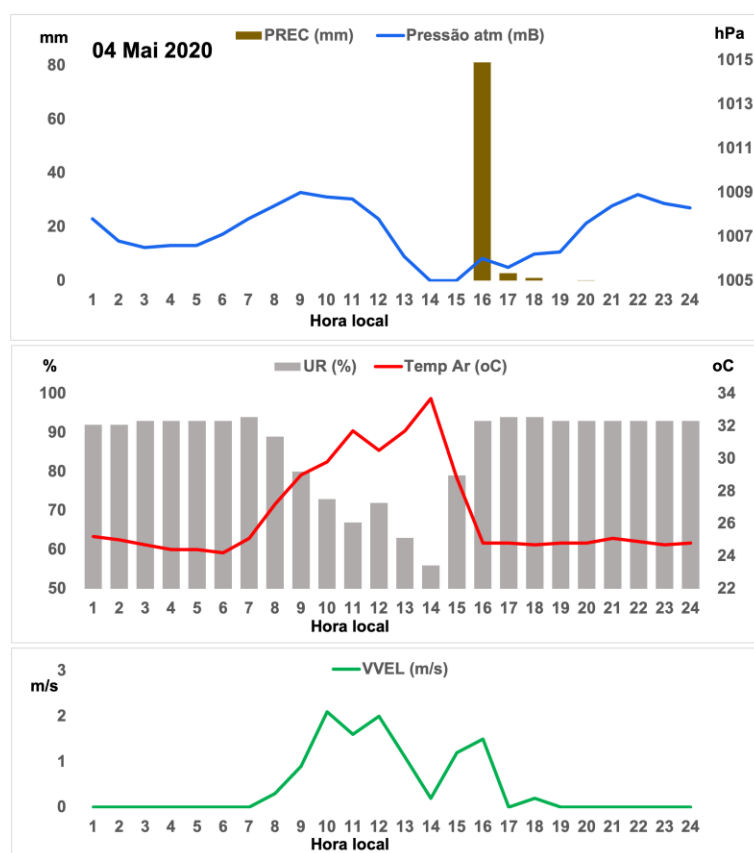 mm PREC (mm) Pressão atm (mB) hPa
04 Mai 2020
80
60
40
20
0
1015
1013
1011
1009
1007
1005
1 2 3 4 5 6 7 8 9 10 11 12 13 14 15 16 17 18 19 20 21 22 23 24
Hora local
% UR (%) Temp Ar (oC) oC
100
90
80
70
60
50
34
32
30
28
26
24
22
1 2 3 4 5 6 7 8 9 10 11 12 13 14 15 16 17 18 19 20 21 22 23 24
Hora local
VVEL (m/s)
m/s
3
2
1
0
1 2 3 4 5 6 7 8 9 10 11 12 13 14 15 16 17 18 19 20 21 22 23 24
Hora local